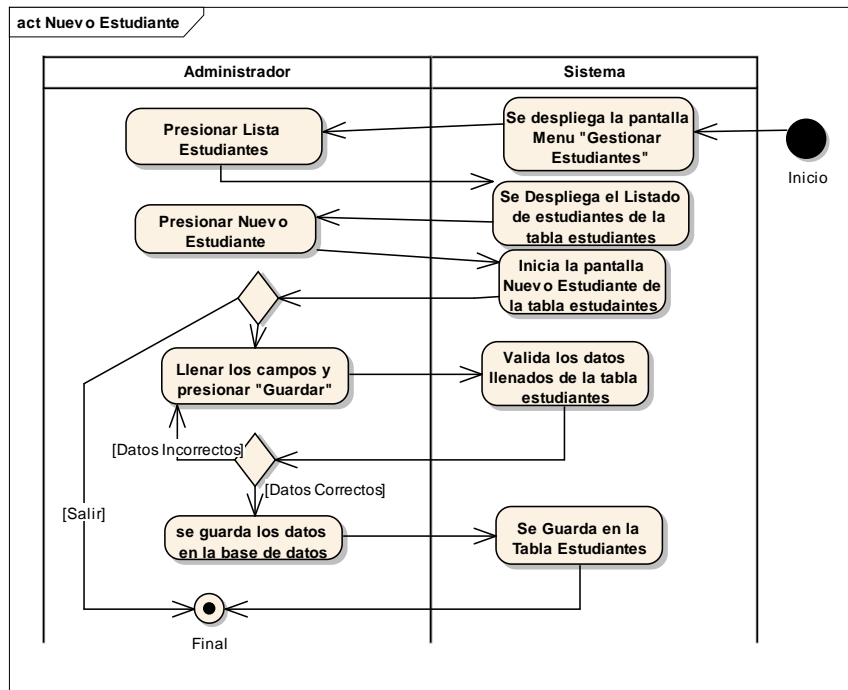 act Nuevo Estudiante
Administrador
Sistema
Presionar Lista
Estudiantes
Se despliega la pantalla
Menu "Gestionar
Estudiantes"
Inicio
Se Despliega el Listado
de estudiantes de la
tabla estudiantes
Presionar Nuevo
Estudiante
Inicia la pantalla
Nuevo Estudiante de
la tabla estudaintes
Llenar los campos y
presionar "Guardar"
Valida los datos
llenados de la tabla
estudiantes
[Datos Incorrectos]
[Datos Correctos]
[Salir]
se guarda los datos
en la base de datos
Se Guarda en la
Tabla Estudiantes
Final